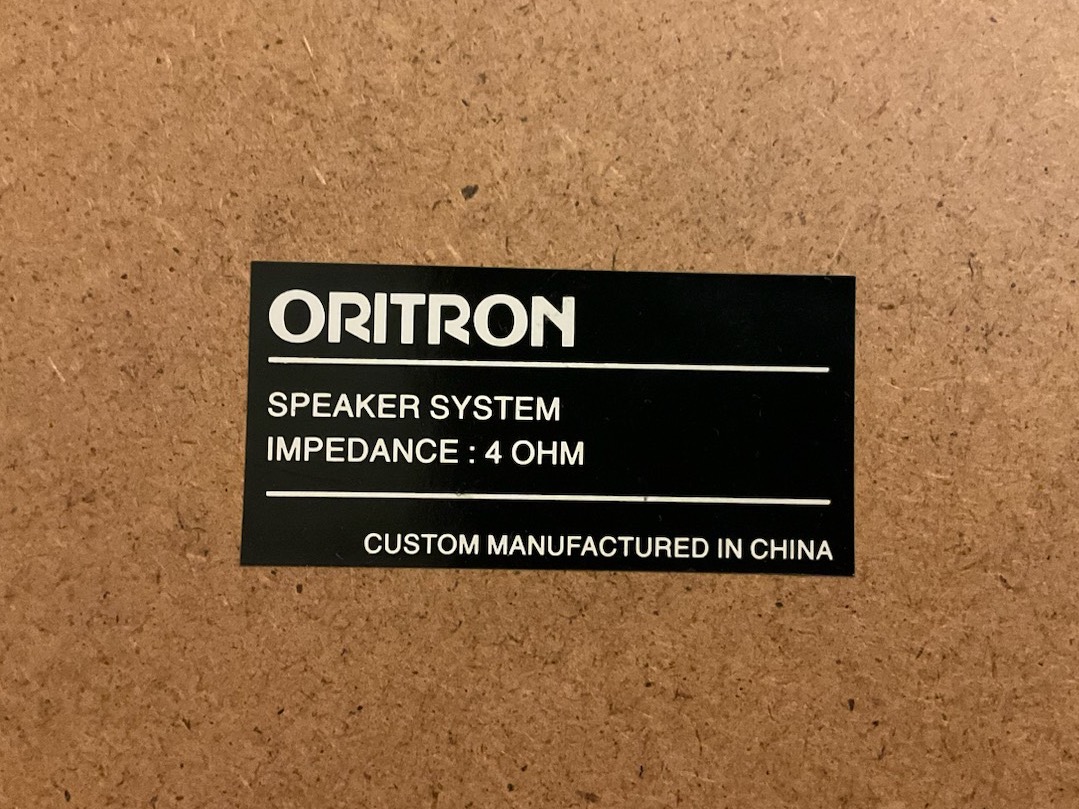 ORITRON
SPEAKER SYSTEM
IMPEDANCE : 4 OHM
CUSTOM MANUFACTURED IN CHINA